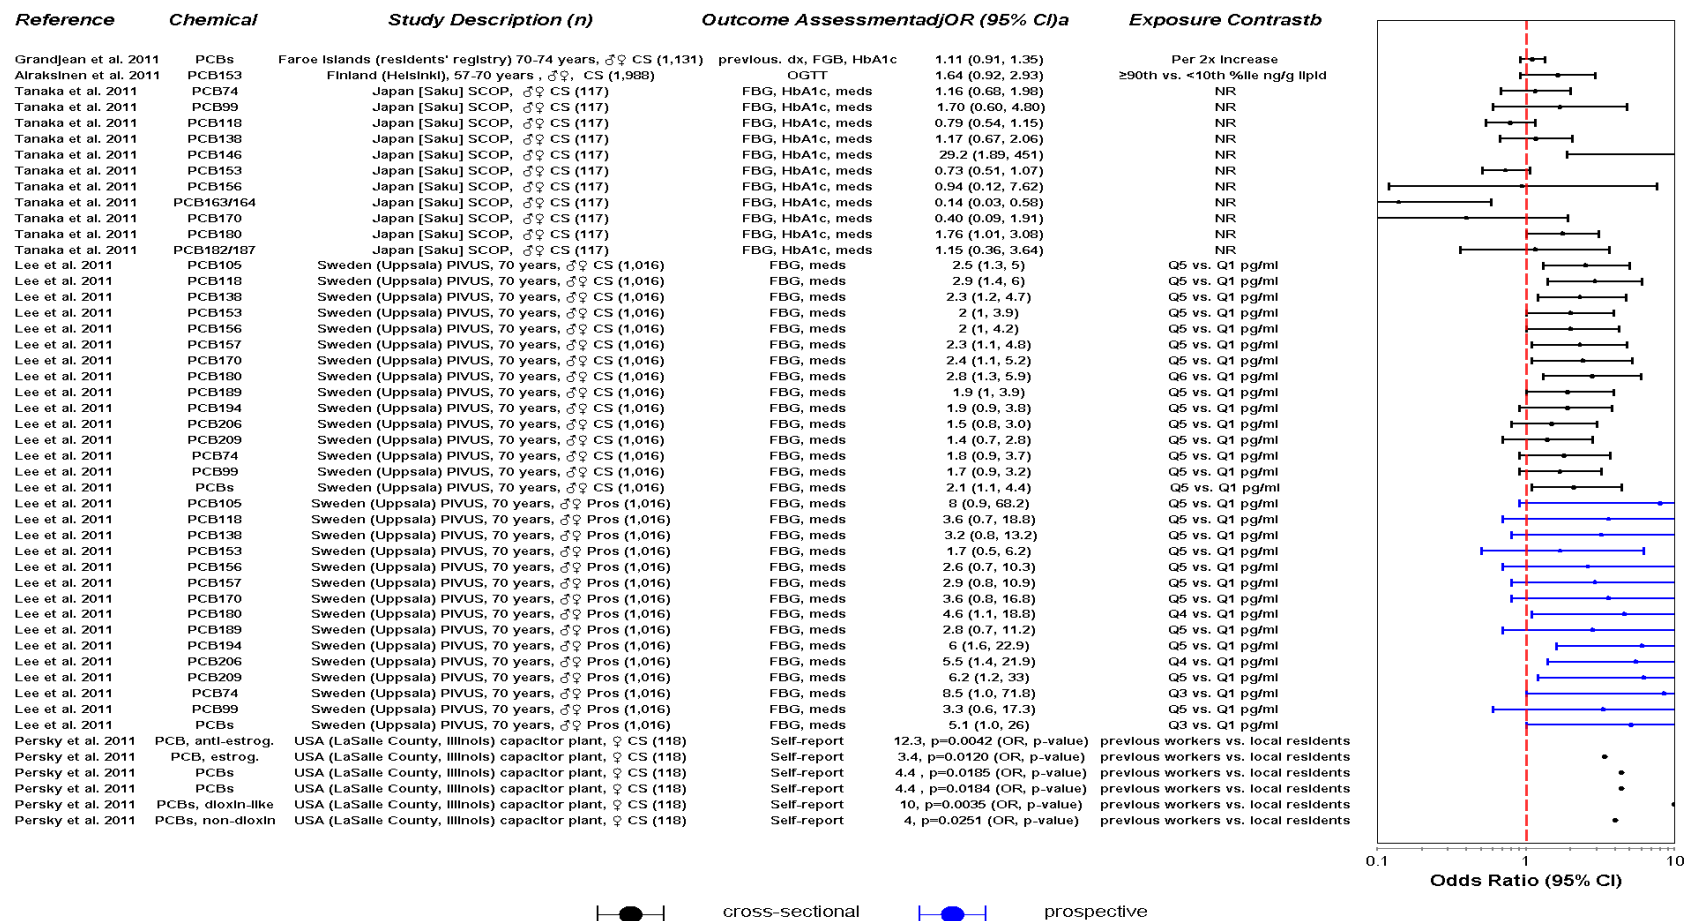 Reference Chemical Study Description (n) Outcome AssessmentadjOR (95% CI)a Exposure Contrastb
Grandjean et al. 2011 PCBs Faroe Islands (residents' registry) 70-74 years, ♂♀ CS (1,131) previous. dx, FGB, HbA1c 1.11 (0.91, 1.35) Per 2x Increase
Airaksinen et al. 2011 PCB153 Finland (Helsinki), 57-70 years , ♂♀, CS (1,988) OGTT 1.64 (0.92, 2.93) ≥90th vs. <10th %ile ng/g lipid
Tanaka et al. 2011 PCB74 Japan [Saku] SCOP, ♂♀ CS (117) FBG, HbA1c, meds 1.16 (0.68, 1.98) NR
Tanaka et al. 2011 PCB99 Japan [Saku] SCOP, ♂♀ CS (117) FBG, HbA1c, meds 1.70 (0.60, 4.80) NR
Tanaka et al. 2011 PCB118 Japan [Saku] SCOP, ♂♀ CS (117) FBG, HbA1c, meds 0.79 (0.54, 1.15) NR
Tanaka et al. 2011 PCB138 Japan [Saku] SCOP, ♂♀ CS (117) FBG, HbA1c, meds 1.17 (0.67, 2.06) NR
Tanaka et al. 2011 PCB146 Japan [Saku] SCOP, ♂♀ CS (117) FBG, HbA1c, meds 29.2 (1.89, 451) NR
Tanaka et al. 2011 PCB153 Japan [Saku] SCOP, ♂♀ CS (117) FBG, HbA1c, meds 0.73 (0.51, 1.07) NR
Tanaka et al. 2011 PCB156 Japan [Saku] SCOP, ♂♀ CS (117) FBG, HbA1c, meds 0.94 (0.12, 7.62) NR
Tanaka et al. 2011 PCB163/164 Japan [Saku] SCOP, ♂♀ CS (117) FBG, HbA1c, meds 0.14 (0.03, 0.58) NR
Tanaka et al. 2011 PCB170 Japan [Saku] SCOP, ♂♀ CS (117) FBG, HbA1c, meds 0.40 (0.09, 1.91) NR
Tanaka et al. 2011 PCB180 Japan [Saku] SCOP, ♂♀ CS (117) FBG, HbA1c, meds 1.76 (1.01, 3.08) NR
Tanaka et al. 2011 PCB182/187 Japan [Saku] SCOP, ♂♀ CS (117) FBG, HbA1c, meds 1.15 (0.36, 3.64) NR
Lee et al. 2011 PCB105 Sweden (Uppsala) PIVUS, 70 years, ♂♀ CS (1,016) FBG, meds 2.5 (1.3, 5) Q5 vs. Q1 pg/ml
Lee et al. 2011 PCB118 Sweden (Uppsala) PIVUS, 70 years, ♂♀ CS (1,016) FBG, meds 2.9 (1.4, 6) Q5 vs. Q1 pg/ml
Lee et al. 2011 PCB138 Sweden (Uppsala) PIVUS, 70 years, ♂♀ CS (1,016) FBG, meds 2.3 (1.2, 4.7) Q5 vs. Q1 pg/ml
Lee et al. 2011 PCB153 Sweden (Uppsala) PIVUS, 70 years, ♂♀ CS (1,016) FBG, meds 2 (1, 3.9) Q5 vs. Q1 pg/ml
Lee et al. 2011 PCB156 Sweden (Uppsala) PIVUS, 70 years, ♂♀ CS (1,016) FBG, meds 2 (1, 4.2) Q5 vs. Q1 pg/ml
Lee et al. 2011 PCB157 Sweden (Uppsala) PIVUS, 70 years, ♂♀ CS (1,016) FBG, meds 2.3 (1.1, 4.8) Q5 vs. Q1 pg/ml
Lee et al. 2011 PCB170 Sweden (Uppsala) PIVUS, 70 years, ♂♀ CS (1,016) FBG, meds 2.4 (1.1, 5.2) Q5 vs. Q1 pg/ml
Lee et al. 2011 PCB180 Sweden (Uppsala) PIVUS, 70 years, ♂♀ CS (1,016) FBG, meds 2.8 (1.3, 5.9) Q6 vs. Q1 pg/ml
Lee et al. 2011 PCB189 Sweden (Uppsala) PIVUS, 70 years, ♂♀ CS (1,016) FBG, meds 1.9 (1, 3.9) Q5 vs. Q1 pg/ml
Lee et al. 2011 PCB194 Sweden (Uppsala) PIVUS, 70 years, ♂♀ CS (1,016) FBG, meds 1.9 (0.9, 3.8) Q5 vs. Q1 pg/ml
Lee et al. 2011 PCB206 Sweden (Uppsala) PIVUS, 70 years, ♂♀ CS (1,016) FBG, meds 1.5 (0.8, 3.0) Q5 vs. Q1 pg/ml
Lee et al. 2011 PCB209 Sweden (Uppsala) PIVUS, 70 years, ♂♀ CS (1,016) FBG, meds 1.4 (0.7, 2.8) Q5 vs. Q1 pg/ml
Lee et al. 2011 PCB74 Sweden (Uppsala) PIVUS, 70 years, ♂♀ CS (1,016) FBG, meds 1.8 (0.9, 3.7) Q5 vs. Q1 pg/ml
Lee et al. 2011 PCB99 Sweden (Uppsala) PIVUS, 70 years, ♂♀ CS (1,016) FBG, meds 1.7 (0.9, 3.2) Q5 vs. Q1 pg/ml
Lee et al. 2011 PCBs Sweden (Uppsala) PIVUS, 70 years, ♂♀ CS (1,016) FBG, meds 2.1 (1.1, 4.4) Q5 vs. Q1 pg/ml
Lee et al. 2011 PCB105 Sweden (Uppsala) PIVUS, 70 years, ♂♀ Pros (1,016) FBG, meds 8 (0.9, 68.2) Q5 vs. Q1 pg/ml
Lee et al. 2011 PCB118 Sweden (Uppsala) PIVUS, 70 years, ♂♀ Pros (1,016) FBG, meds 3.6 (0.7, 18.8) Q5 vs. Q1 pg/ml
Lee et al. 2011 PCB138 Sweden (Uppsala) PIVUS, 70 years, ♂♀ Pros (1,016) FBG, meds 3.2 (0.8, 13.2) Q5 vs. Q1 pg/ml
Lee et al. 2011 PCB153 Sweden (Uppsala) PIVUS, 70 years, ♂♀ Pros (1,016) FBG, meds 1.7 (0.5, 6.2) Q5 vs. Q1 pg/ml
Lee et al. 2011 PCB156 Sweden (Uppsala) PIVUS, 70 years, ♂♀ Pros (1,016) FBG, meds 2.6 (0.7, 10.3) Q5 vs. Q1 pg/ml
Lee et al. 2011 PCB157 Sweden (Uppsala) PIVUS, 70 years, ♂♀ Pros (1,016) FBG, meds 2.9 (0.8, 10.9) Q5 vs. Q1 pg/ml
Lee et al. 2011 PCB170 Sweden (Uppsala) PIVUS, 70 years, ♂♀ Pros (1,016) FBG, meds 3.6 (0.8, 16.8) Q5 vs. Q1 pg/ml
Lee et al. 2011 PCB180 Sweden (Uppsala) PIVUS, 70 years, ♂♀ Pros (1,016) FBG, meds 4.6 (1.1, 18.8) Q4 vs. Q1 pg/ml
Lee et al. 2011 PCB189 Sweden (Uppsala) PIVUS, 70 years, ♂♀ Pros (1,016) FBG, meds 2.8 (0.7, 11.2) Q5 vs. Q1 pg/ml
Lee et al. 2011 PCB194 Sweden (Uppsala) PIVUS, 70 years, ♂♀ Pros (1,016) FBG, meds 6 (1.6, 22.9) Q5 vs. Q1 pg/ml
Lee et al. 2011 PCB206 Sweden (Uppsala) PIVUS, 70 years, ♂♀ Pros (1,016) FBG, meds 5.5 (1.4, 21.9) Q4 vs. Q1 pg/ml
Lee et al. 2011 PCB209 Sweden (Uppsala) PIVUS, 70 years, ♂♀ Pros (1,016) FBG, meds 6.2 (1.2, 33) Q5 vs. Q1 pg/ml
Lee et al. 2011 PCB74 Sweden (Uppsala) PIVUS, 70 years, ♂♀ Pros (1,016) FBG, meds 8.5 (1.0, 71.8) Q3 vs. Q1 pg/ml
Lee et al. 2011 PCB99 Sweden (Uppsala) PIVUS, 70 years, ♂♀ Pros (1,016) FBG, meds 3.3 (0.6, 17.3) Q5 vs. Q1 pg/ml
Lee et al. 2011 PCBs Sweden (Uppsala) PIVUS, 70 years, ♂♀ Pros (1,016) FBG, meds 5.1 (1.0, 26) Q3 vs. Q1 pg/ml
Persky et al. 2011 PCB, anti-estrog. USA (LaSalle County, Illinois) capacitor plant, ♀ CS (118) Self-report 12.3, p=0.0042 (OR, p-value) previous workers vs. local residents
Persky et al. 2011 PCB, estrog. USA (LaSalle County, Illinois) capacitor plant, ♀ CS (118) Self-report 3.4, p=0.0120 (OR, p-value) previous workers vs. local residents
Persky et al. 2011 PCBs USA (LaSalle County, Illinois) capacitor plant, ♀ CS (118) Self-report 4.4 , p=0.0185 (OR, p-value) previous workers vs. local residents
Persky et al. 2011 PCBs USA (LaSalle County, Illinois) capacitor plant, ♀ CS (118) Self-report 4.4 , p=0.0184 (OR, p-value) previous workers vs. local residents
Persky et al. 2011 PCBs, dioxin-like USA (LaSalle County, Illinois) capacitor plant, ♀ CS (118) Self-report 10, p=0.0035 (OR, p-value) previous workers vs. local residents
Persky et al. 2011 PCBs, non-dioxin USA (LaSalle County, Illinois) capacitor plant, ♀ CS (118) Self-report 4, p=0.0251 (OR, p-value) previous workers vs. local residents
0.1 1 10
Odds Ratio (95% CI)
cross-sectional prospective